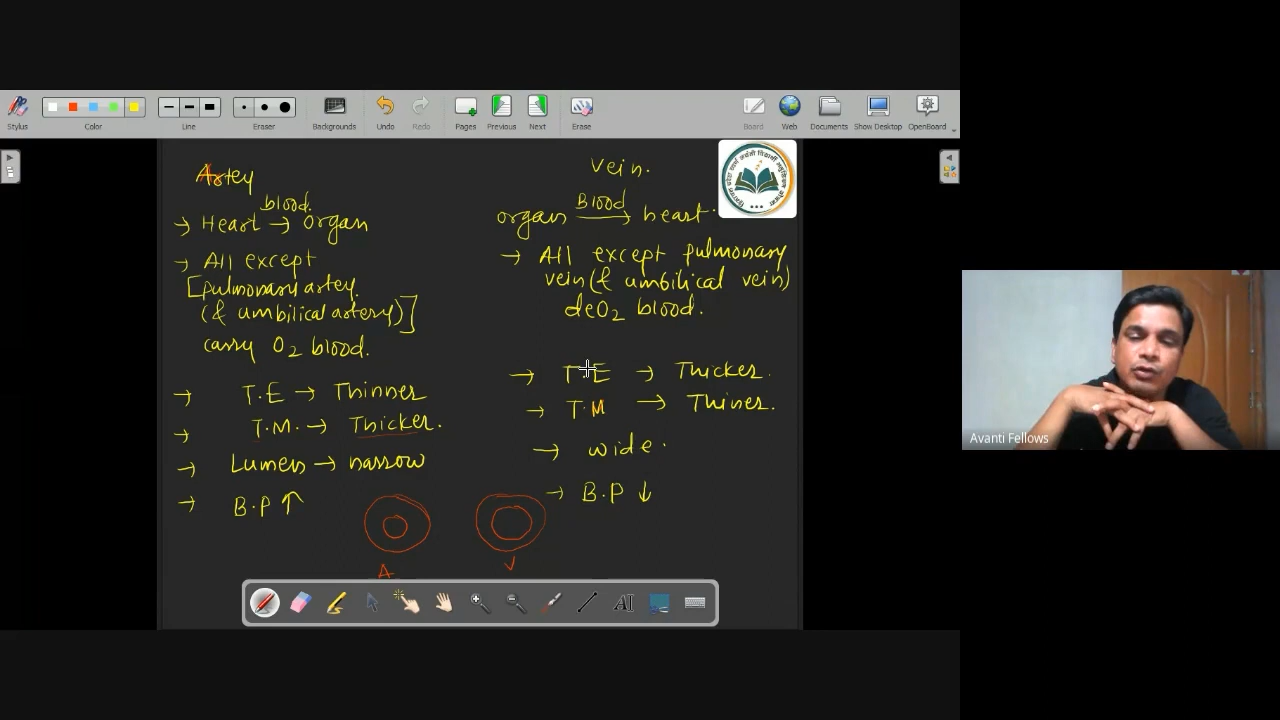 Stylus
Color
Line
Eraser
Backgrounds
Undo
Redo
Pages
Previous
Next
Erase
Board
Web
Documents
Show Desktop
OpenBoard
Artey
blood.
→ Heart → Organ
→ All except
[pulmonary artey
(& umbilical artery)]
carry O2 blood.
→ T.E → Thinner
→ T.M. → Thicker.
→ Lumen → narrow
→ B.P ↑
A
Vein.
Blood
organ → heart.
→ All except pulmonary
vein (& umbilical vein)
deO2 blood.
→ T.E → Thicker.
→ T.M → Thiner.
→ wide.
→ B.P ↓
V
Avanti Fellows